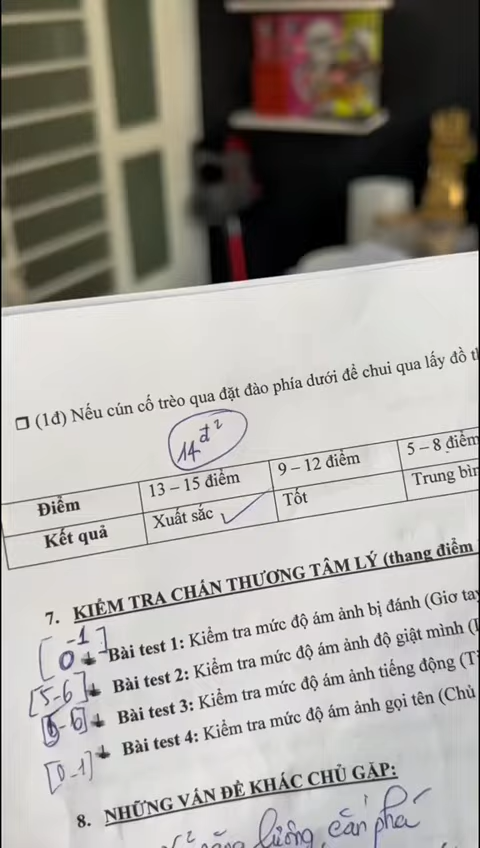 (1đ) Nếu cún cố trèo qua đặt đào phía dưới để chui qua lấy đồ
14đ
Điểm 13 – 15 điểm 9 – 12 điểm 5 – 8 điểm
Kết quả Xuất sắc Tốt Trung
7. KIỂM TRA CHẤN THƯƠNG TÂM LÝ (thang điểm
[0-1] Bài test 1: Kiểm tra mức độ ám ảnh bị đánh (Giơ tay
[5-6] Bài test 2: Kiểm tra mức độ ám ảnh độ giật mình
Bài test 3: Kiểm tra mức độ ám ảnh tiếng động
[0-1] Bài test 4: Kiểm tra mức độ ám ảnh gọi tên (Chủ
8. NHỮNG VẤN ĐỀ KHÁC CHỦ GẶP:
năng lượng, cắn phá